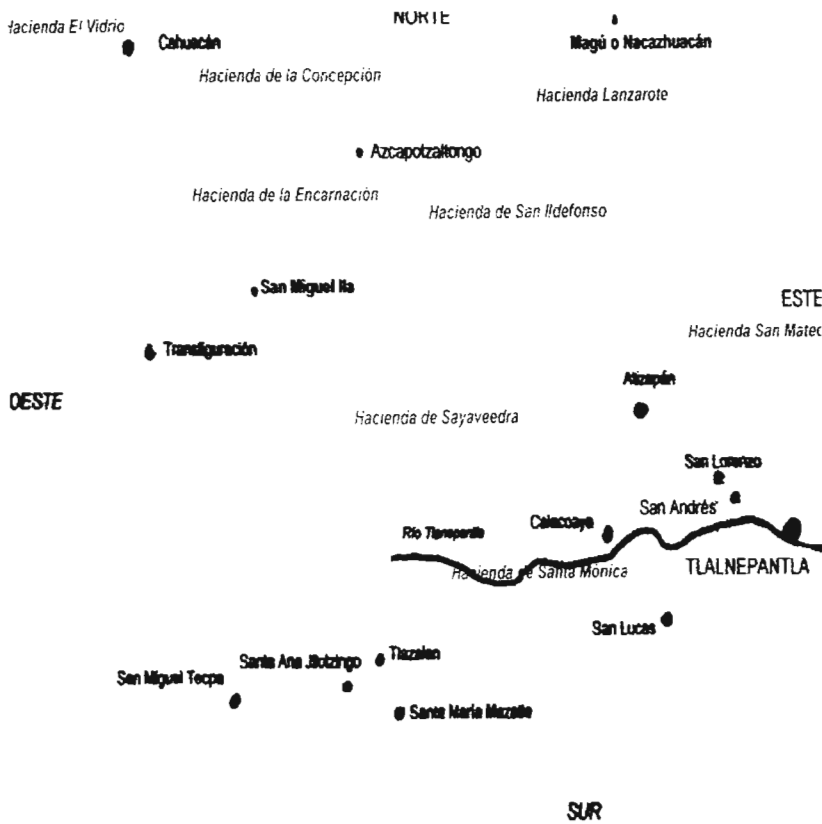 NORTE
Hacienda El Vidrio
Cahuacán
Magú o Nacazhuacán
Hacienda de la Concepción
Hacienda Lanzarote
Azcapotzaltongo
Hacienda de la Encarnación
Hacienda de San Ildefonso
San Miguel Ila
ESTE
Hacienda San Mateo
Transfiguración
Atizapán
OESTE
Hacienda de Sayaveedra
San Lorenzo
San Andrés
Calacoaya
Río Tlanepantla
Hacienda de Santa Mónica
TLALNEPANTLA
San Lucas
Tlazalan
Santa Ana Jilotzingo
San Miguel Tecpa
Santa María Mazatla
SUR